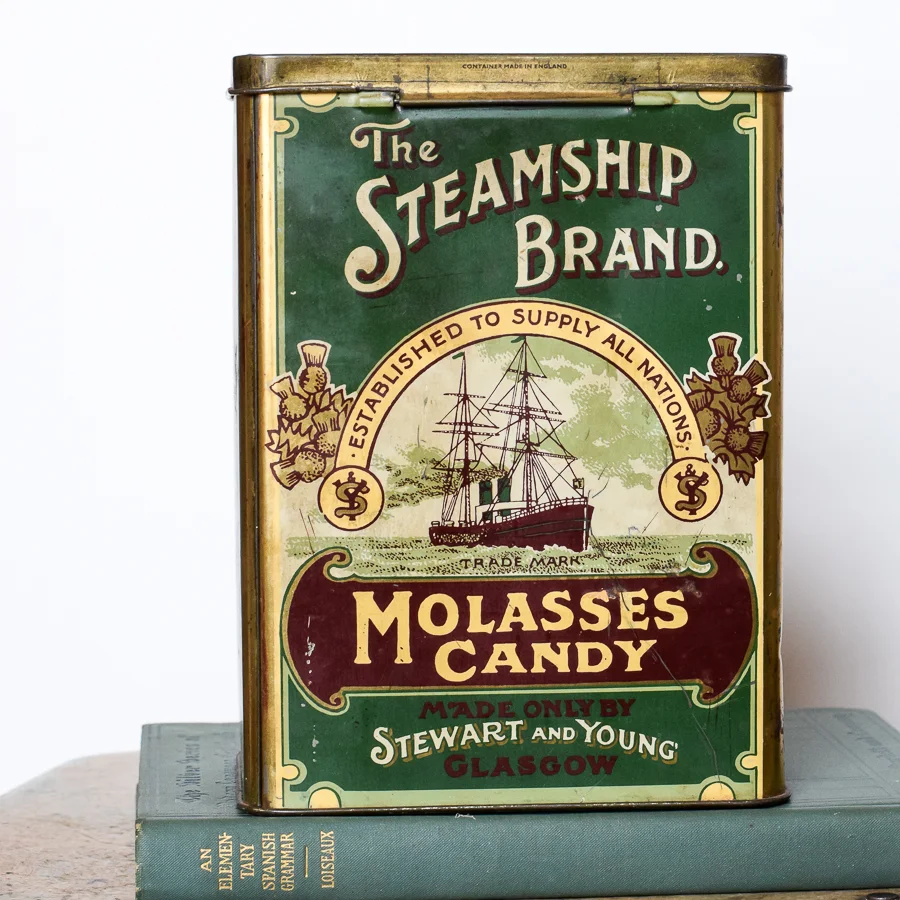 CONTAINER MADE IN ENGLAND
The
STEAMSHIP
BRAND.
· ESTABLISHED TO SUPPLY ALL NATIONS ·
TRADE MARK
MOLASSES
CANDY
MADE ONLY BY
STEWART AND YOUNG
GLASGOW
AN
ELEMEN-
TARY
SPANISH
GRAMMAR
LOISEAUX